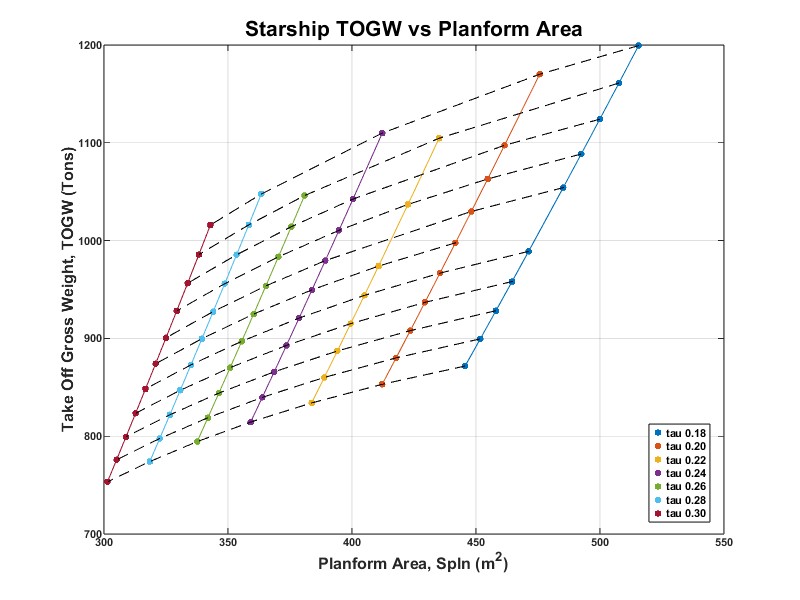 Starship TOGW vs Planform Area
Take Off Gross Weight, TOGW (Tons)
1200
1100
1000
900
800
700
300
350
400
450
500
550
Planform Area, Spln (m²)
tau 0.18
tau 0.20
tau 0.22
tau 0.24
tau 0.26
tau 0.28
tau 0.30